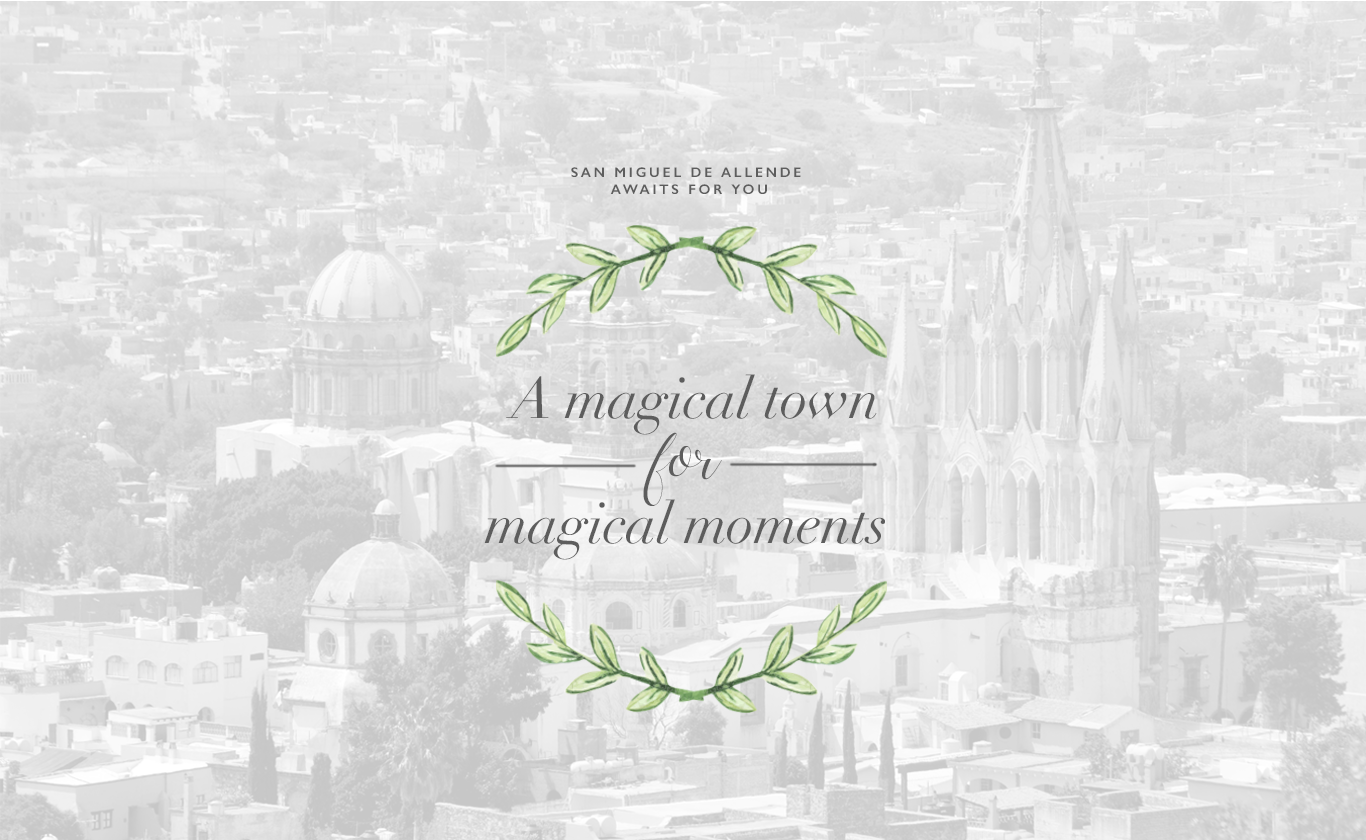 SAN MIGUEL DE ALLENDE
AWAITS FOR YOU
A magical town
for
magical moments